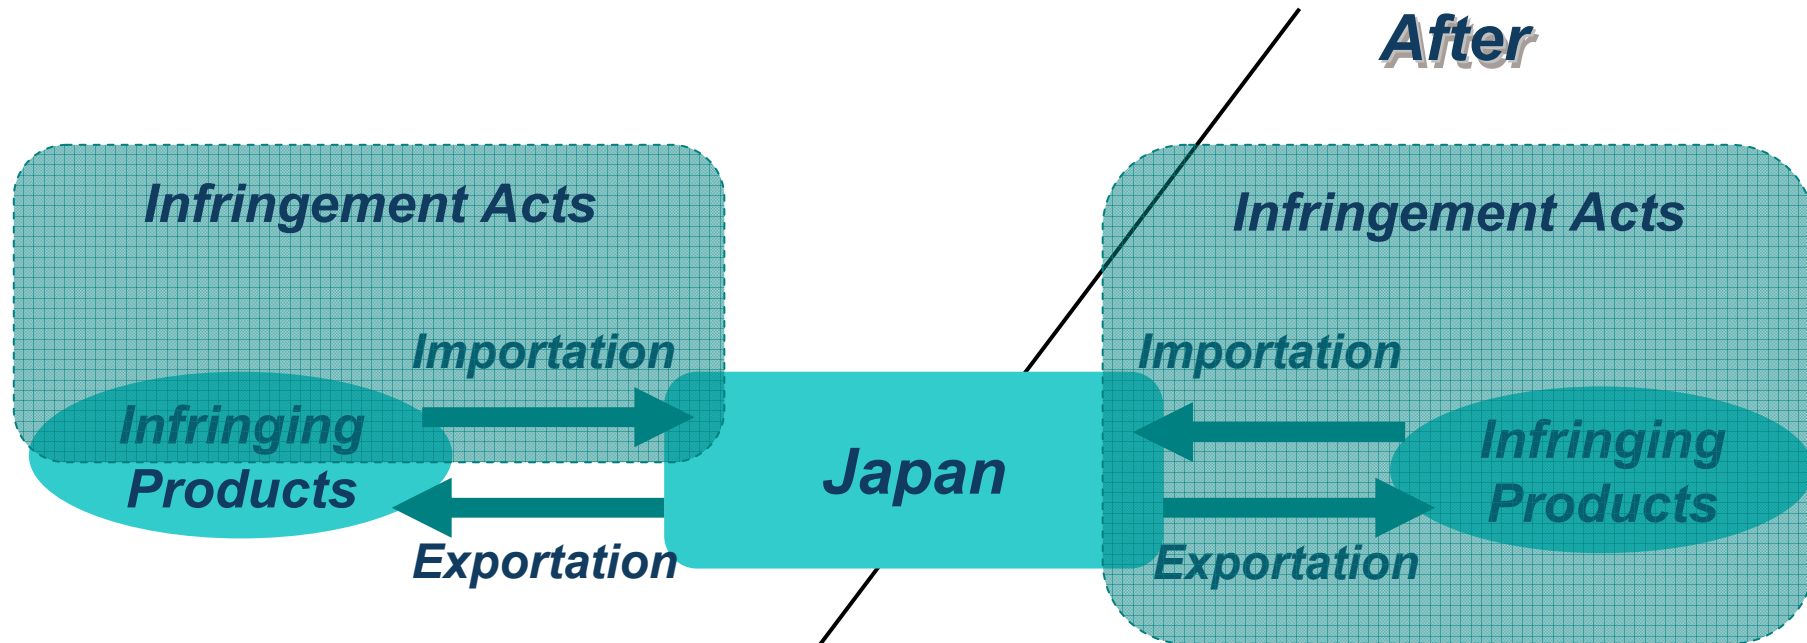 After
Infringement Acts
Importation
Infringing
Products
Exportation
Japan
Infringement Acts
Importation
Infringing
Products
Exportation